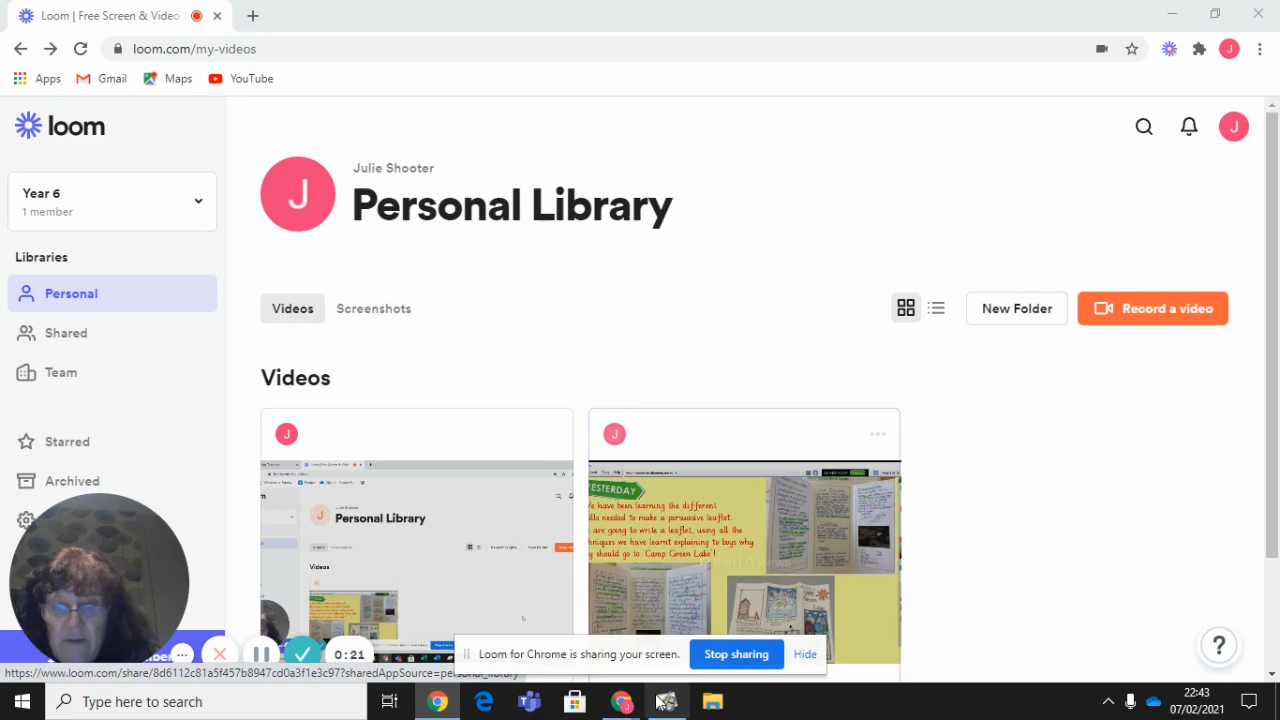 Loom | Free Screen & Video
loom.com/my-videos
Apps Gmail Maps YouTube
loom
Year 6
1 member
Libraries
Personal
Shared
Team
Starred
Archived
J
Julie Shooter
Personal Library
J
Videos Screenshots
New Folder
Record a video
Videos
J
J
Personal Library
Videos
YESTERDAY
We have been learning the different
skills needed to make a persuasive leaflet.
are going to write a leaflet, using all the
techniques we have learnt explaining to boys why
y should go to 'Camp Green Lake'!
0:21
Loom for Chrome is sharing your screen.
Stop sharing
Hide
?
https://www.loom.com/share/8d6112c81a5f457b8947cd0d3f1e3c97?sharedAppSource=personal_library
Type here to search
22:43
07/02/2021